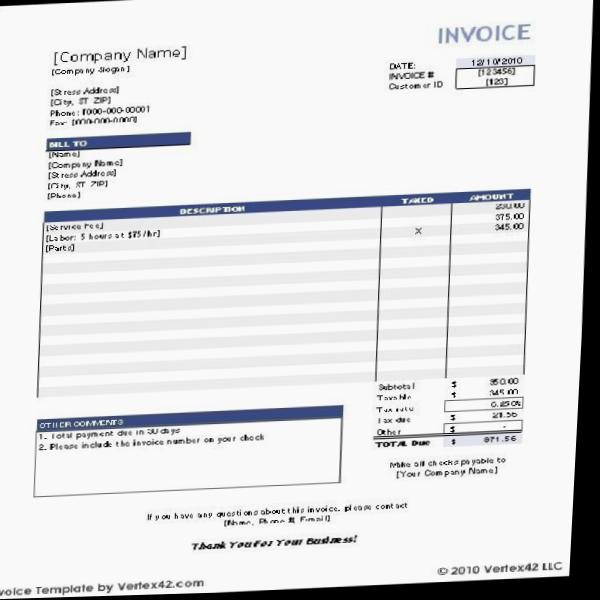 INVOICE
[Company Name]
[Company Slogan]
DATE: 12/10/2010
INVOICE # [123456]
Customer ID [123]
[Street Address]
[City, ST ZIP]
Phone: [000-000-0000]
Fax: [000-000-0000]
BILL TO
[Name]
[Company Name]
[Street Address]
[City, ST ZIP]
[Phone]
DESCRIPTION TAXED AMOUNT
[Service Fee] 230.00
[Labor: 5 hours at $75/hr] 375.00
[Parts] X 345.00
Subtotal $ 950.00
Taxable $ 345.00
Tax rate 6.250%
Tax due $ 21.56
Other $ -
TOTAL Due $ 971.56
OTHER COMMENTS
1. Total payment due in 30 days
2. Please include the invoice number on your check
Make all checks payable to
[Your Company Name]
If you have any questions about this invoice, please contact
[Name, Phone #, E-mail]
Thank You For Your Business!
voice Template by Vertex42.com
© 2010 Vertex42 LLC